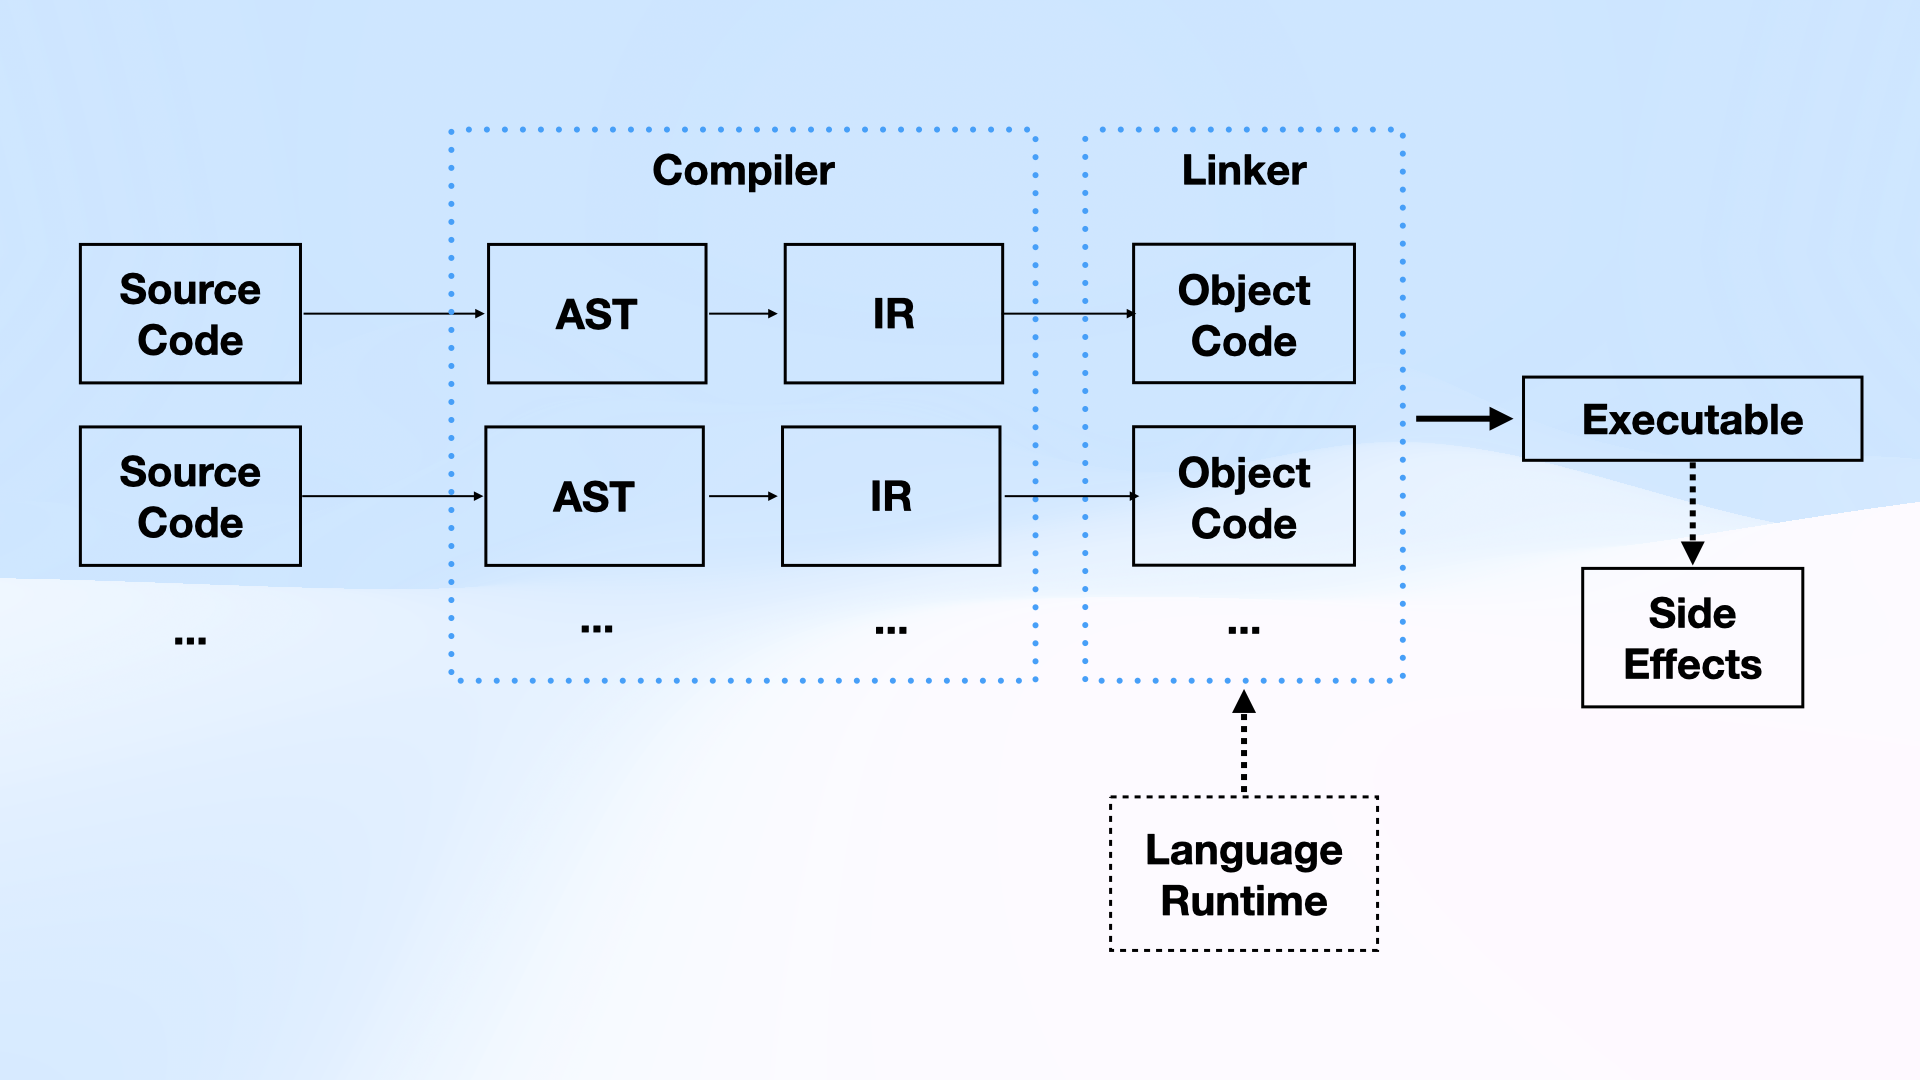 Compiler
Linker
Source
Code
AST
IR
Object
Code
Source
Code
AST
IR
Object
Code
...
...
...
...
Executable
Side
Effects
Language
Runtime